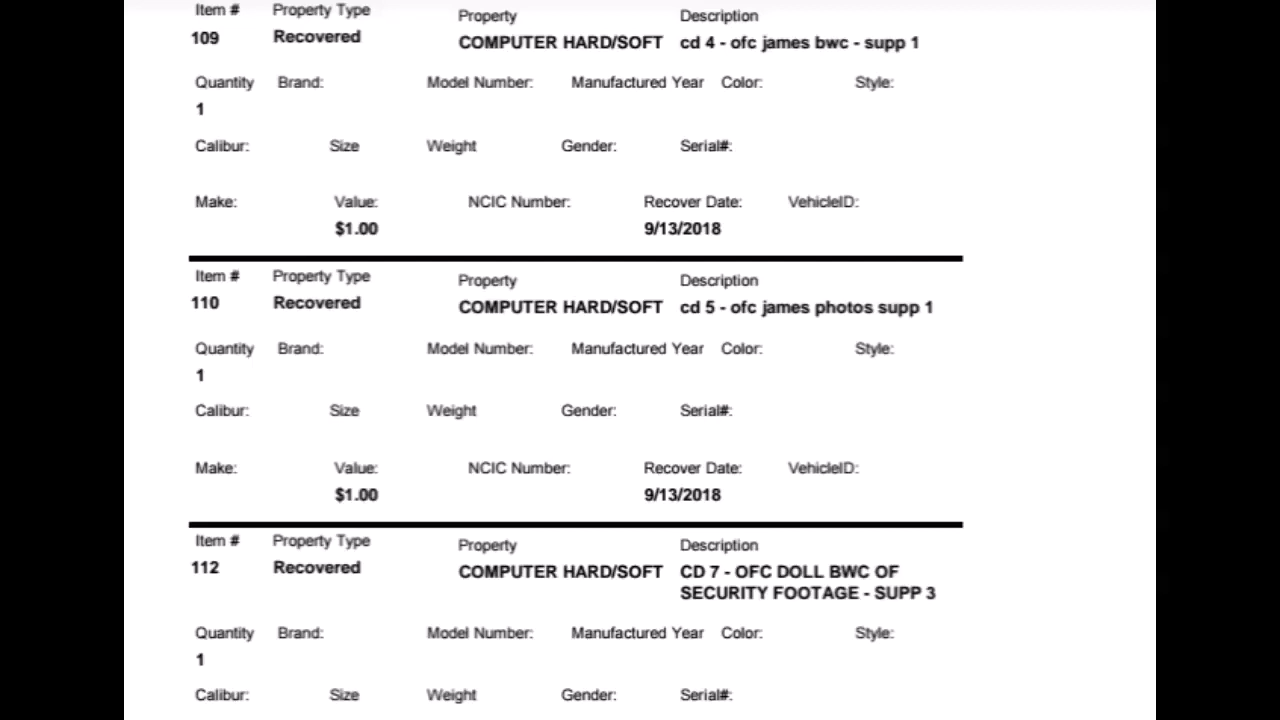 Item # Property Type Property Description
109 Recovered COMPUTER HARD/SOFT cd 4 - ofc james bwc - supp 1
Quantity Brand: Model Number: Manufactured Year Color: Style:
1
Calibur: Size Weight Gender: Serial#:
Make: Value: NCIC Number: Recover Date: VehicleID:
$1.00 9/13/2018
Item # Property Type Property Description
110 Recovered COMPUTER HARD/SOFT cd 5 - ofc james photos supp 1
Quantity Brand: Model Number: Manufactured Year Color: Style:
1
Calibur: Size Weight Gender: Serial#:
Make: Value: NCIC Number: Recover Date: VehicleID:
$1.00 9/13/2018
Item # Property Type Property Description
112 Recovered COMPUTER HARD/SOFT CD 7 - OFC DOLL BWC OF
SECURITY FOOTAGE - SUPP 3
Quantity Brand: Model Number: Manufactured Year Color: Style:
1
Calibur: Size Weight Gender: Serial#: